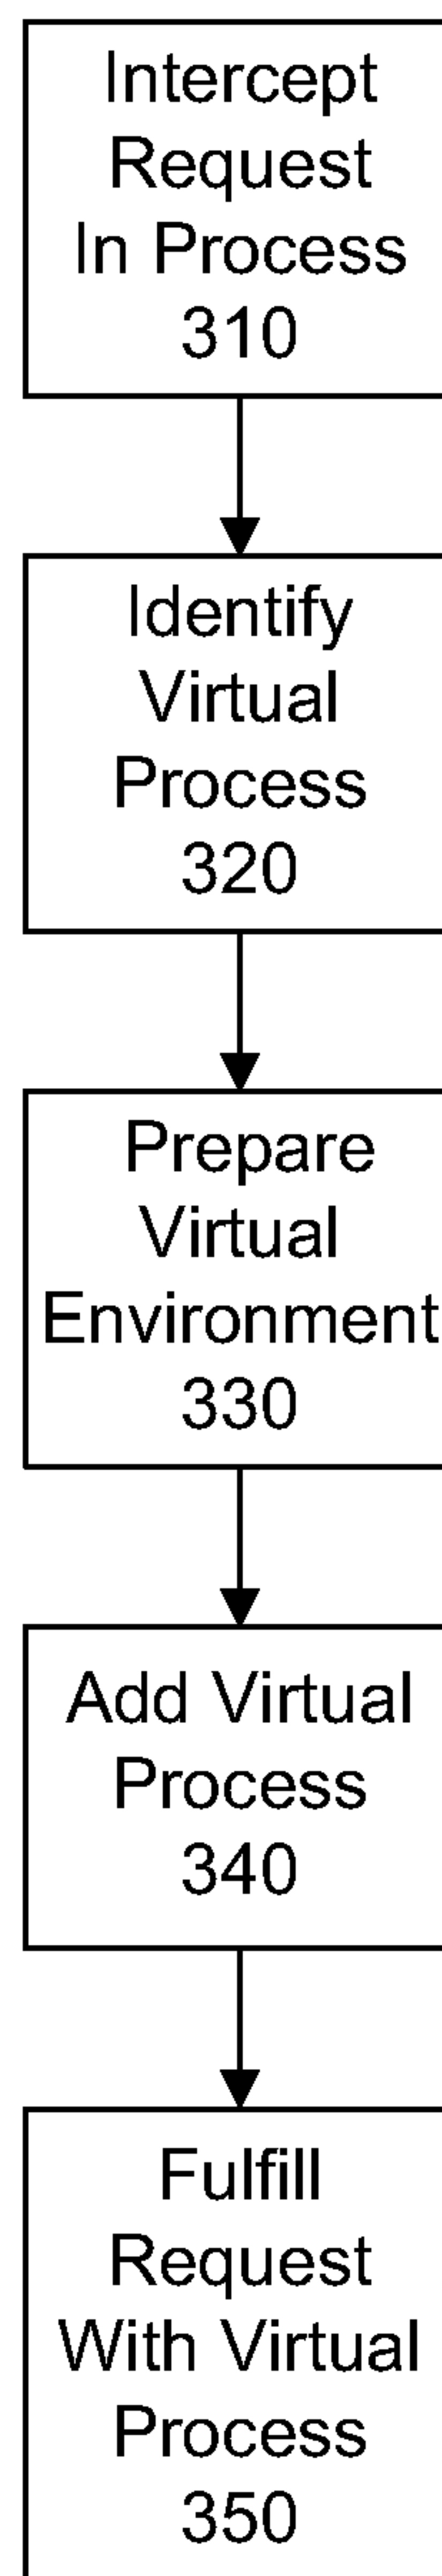 Intercept
Request
In Process
310
Identify
Virtual
Process
320
Prepare
Virtual
Environment
330
Add Virtual
Process
340
Fulfill
Request
With Virtual
Process
350